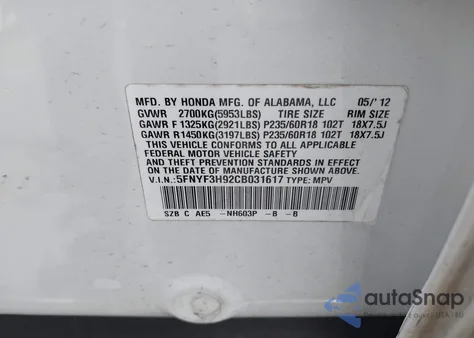 MFD. BY HONDA MFG. OF ALABAMA, LLC 05/'12
GVWR 2700KG(5953LBS) TIRE SIZE RIM SIZE
GAWR F 1325KG(2921LBS) P235/60R18 102T 18X7.5J
GAWR R1450KG(3197LBS) P235/60R18 102T 18X7.5J
THIS VEHICLE CONFORMS TO ALL APPLICABLE
FEDERAL MOTOR VEHICLE SAFETY
AND THEFT PREVENTION STANDARDS IN EFFECT
ON THE DATE OF MANUFACTURE SHOWN ABOVE.
V.I.N.:5FNYF3H92CB031617 TYPE: MPV
SZB C AE5 -NH603P -B -B
autoSnap